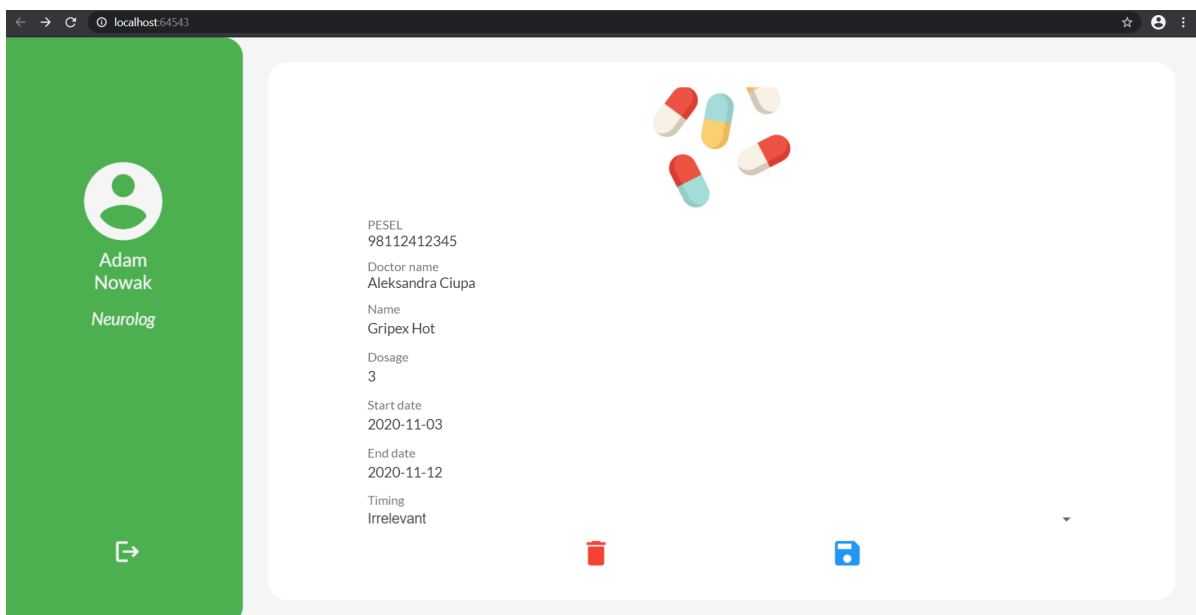 localhost:64543
Adam
Nowak
Neurolog
PESEL
98112412345
Doctor name
Aleksandra Ciupa
Name
Gripex Hot
Dosage
3
Start date
2020-11-03
End date
2020-11-12
Timing
Irrelevant